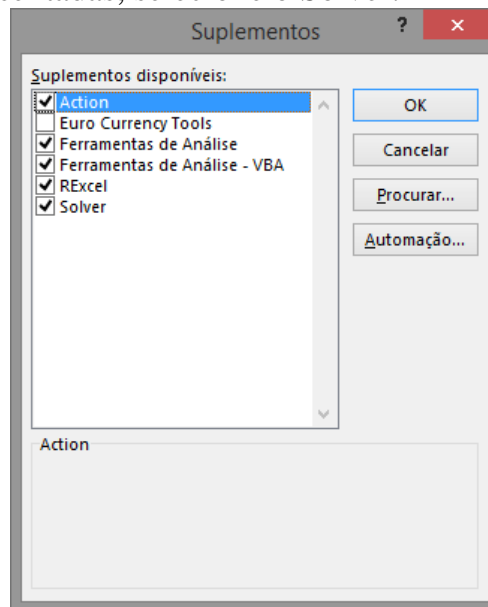 Suplementos
?
×
Suplementos disponíveis:
Action
Euro Currency Tools
Ferramentas de Análise
Ferramentas de Análise - VBA
RExcel
Solver
OK
Cancelar
Procurar...
Automação...
Action